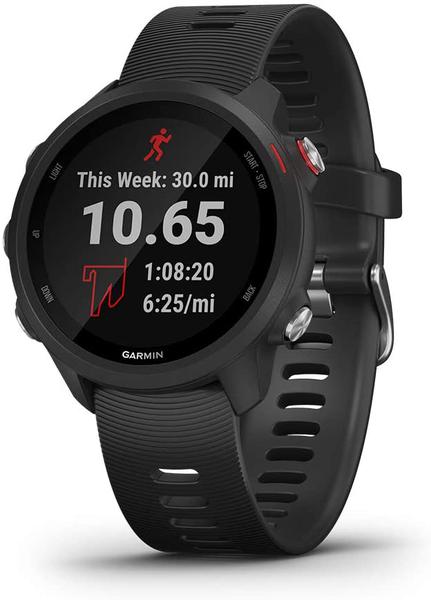 LIGHT
START · STOP
This Week: 30.0 mi
10.65
UP
1:08:20
6:25/mi
DOWN
BACK
GARMIN